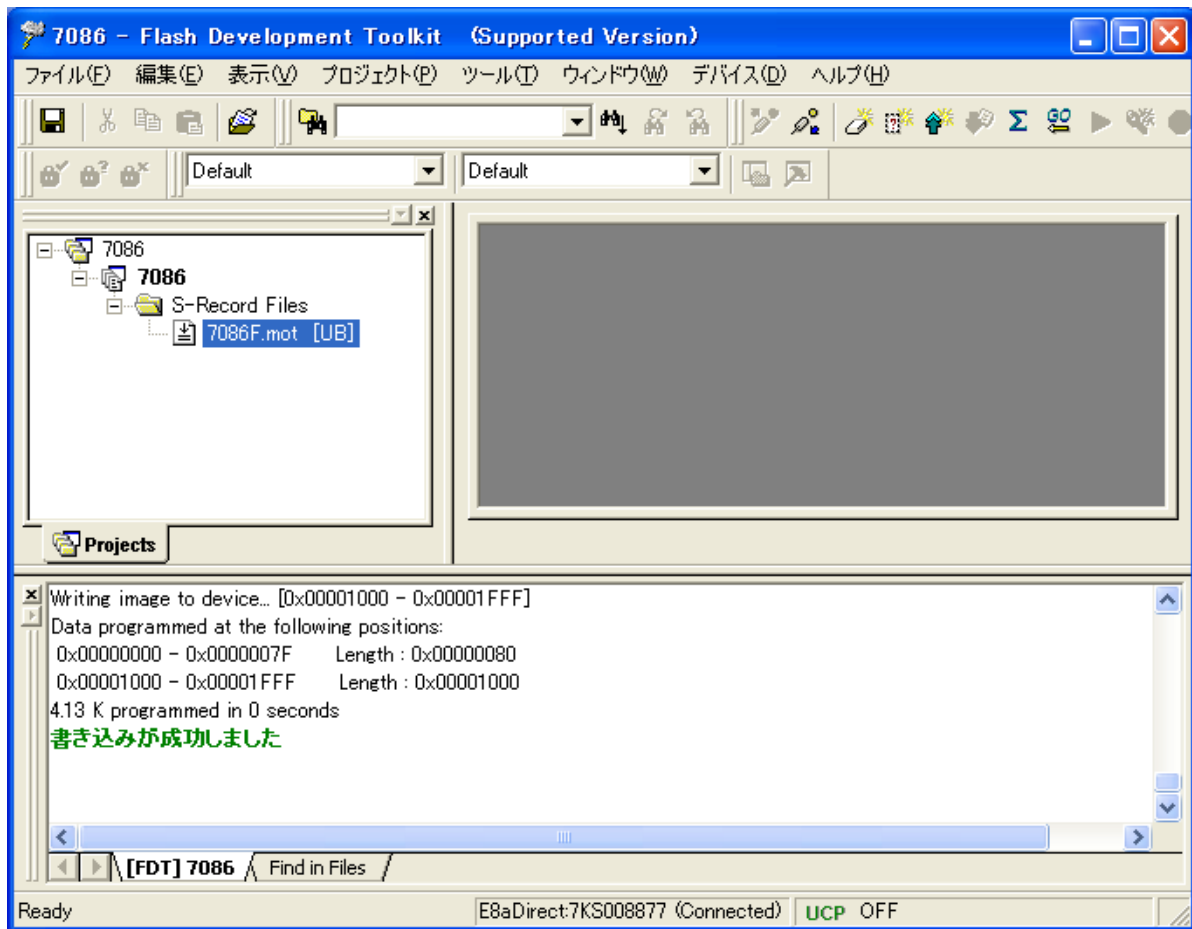 7086 - Flash Development Toolkit (Supported Version)
ファイル(F) 編集(E) 表示(V) プロジェクト(P) ツール(T) ウィンドウ(W) デバイス(D) ヘルプ(H)
GO
Default Default
7086
7086
S-Record Files
7086F.mot [UB]
Projects
Writing image to device... [0x00001000 - 0x00001FFF]
Data programmed at the following positions:
0x00000000 - 0x0000007F Length : 0x00000080
0x00001000 - 0x00001FFF Length : 0x00001000
4.13 K programmed in 0 seconds
書き込みが成功しました
[FDT] 7086 Find in Files
Ready E8aDirect:7KS008877 (Connected) UCP OFF